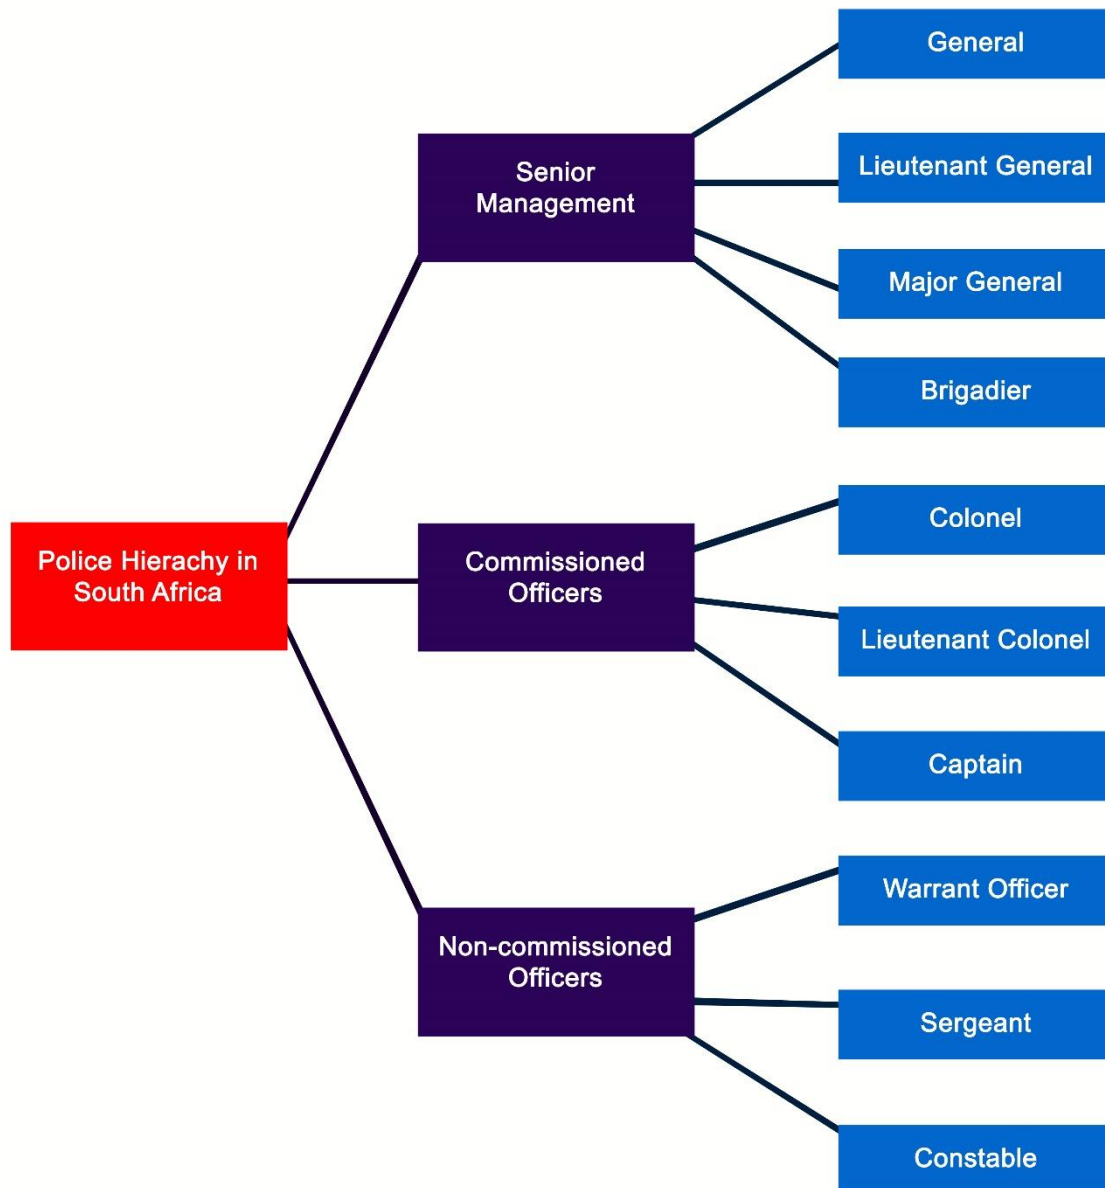 General
Senior
Management
Lieutenant General
Major General
Brigadier
Police Hierachy in
South Africa
Commissioned
Officers
Colonel
Lieutenant Colonel
Captain
Non-commissioned
Officers
Warrant Officer
Sergeant
Constable